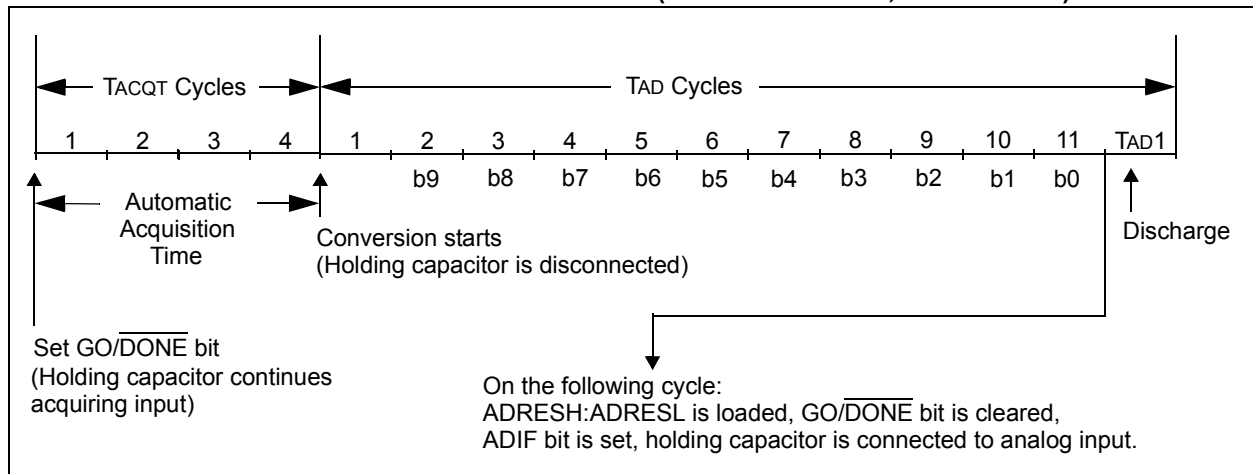 TACQT Cycles TAD Cycles
1 2 3 4 1 2 3 4 5 6 7 8 9 10 11 TAD1
b9 b8 b7 b6 b5 b4 b3 b2 b1 b0
Automatic
Acquisition
Time
Conversion starts
(Holding capacitor is disconnected)
Discharge
Set GO/DONE bit
(Holding capacitor continues
acquiring input)
On the following cycle:
ADRESH:ADRESL is loaded, GO/DONE bit is cleared,
ADIF bit is set, holding capacitor is connected to analog input.